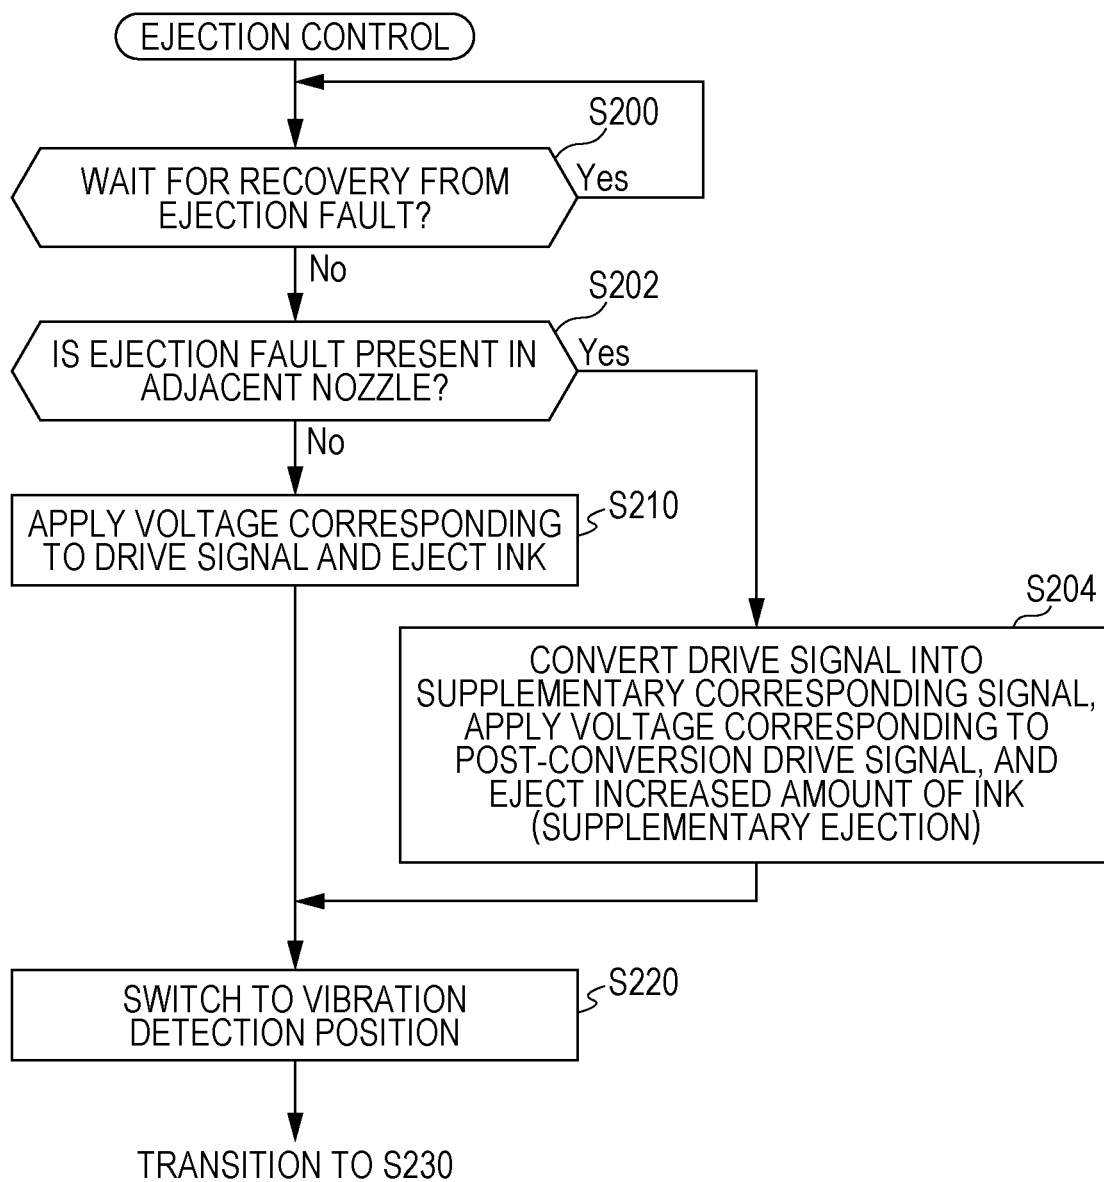 EJECTION CONTROL
S200
WAIT FOR RECOVERY FROM
EJECTION FAULT?
Yes
No
S202
IS EJECTION FAULT PRESENT IN
ADJACENT NOZZLE?
Yes
No
S210
APPLY VOLTAGE CORRESPONDING
TO DRIVE SIGNAL AND EJECT INK
S204
CONVERT DRIVE SIGNAL INTO
SUPPLEMENTARY CORRESPONDING SIGNAL,
APPLY VOLTAGE CORRESPONDING TO
POST-CONVERSION DRIVE SIGNAL, AND
EJECT INCREASED AMOUNT OF INK
(SUPPLEMENTARY EJECTION)
S220
SWITCH TO VIBRATION
DETECTION POSITION
TRANSITION TO S230